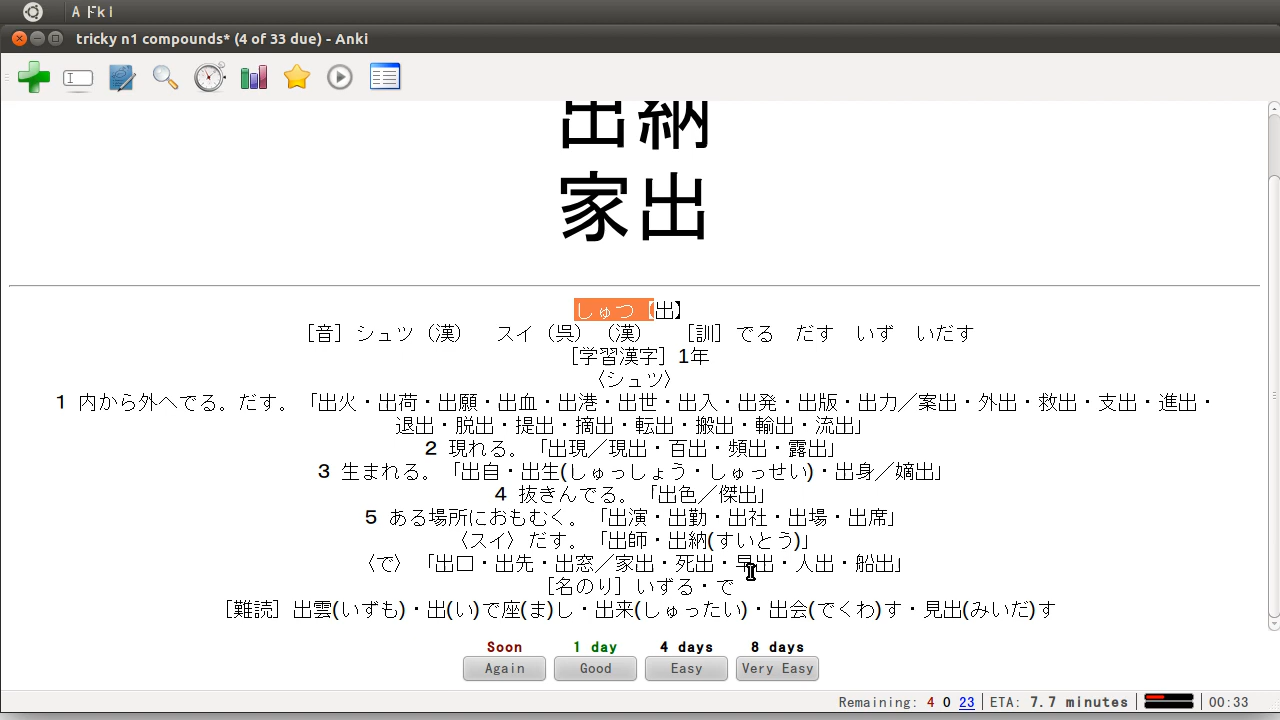 Anki
tricky n1 compounds* (4 of 33 due) - Anki
出納
家出
しゅつ【出】
[音] シュツ（漢） スイ（呉）（漢） [訓] でる だす いず いだす
[学習漢字] 1年
〈シュツ〉
1 内から外へでる。だす。「出火・出荷・出願・出血・出港・出世・出入・出発・出版・出力／案出・外出・救出・支出・進出・
退出・脱出・提出・摘出・転出・搬出・輸出・流出」
2 現れる。「出現／現出・百出・頻出・露出」
3 生まれる。「出自・出生(しゅっしょう・しゅっせい)・出身／嫡出」
4 抜きんでる。「出色／傑出」
5 ある場所におもむく。「出演・出勤・出社・出場・出席」
〈スイ〉だす。「出師・出納(すいとう)」
〈で〉「出口・出先・出窓／家出・死出・早出・人出・船出」
[名のり] いずる・で
[難読] 出雲(いずも)・出(い)で座(ま)し・出来(しゅったい)・出会(でくわ)す・見出(みいだ)す
Soon 1 day 4 days 8 days
Again Good Easy Very Easy
Remaining: 4 0 23 ETA: 7.7 minutes 00:33